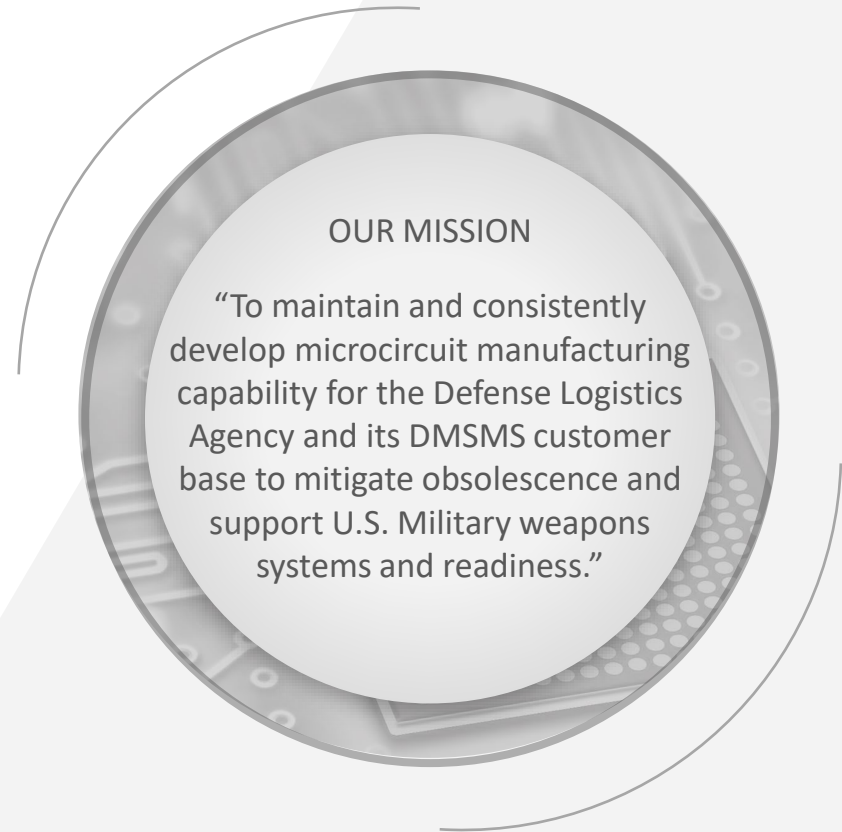 OUR MISSION
“To maintain and consistently
develop microcircuit manufacturing
capability for the Defense Logistics
Agency and its DMSMS customer
base to mitigate obsolescence and
support U.S. Military weapons
systems and readiness.”